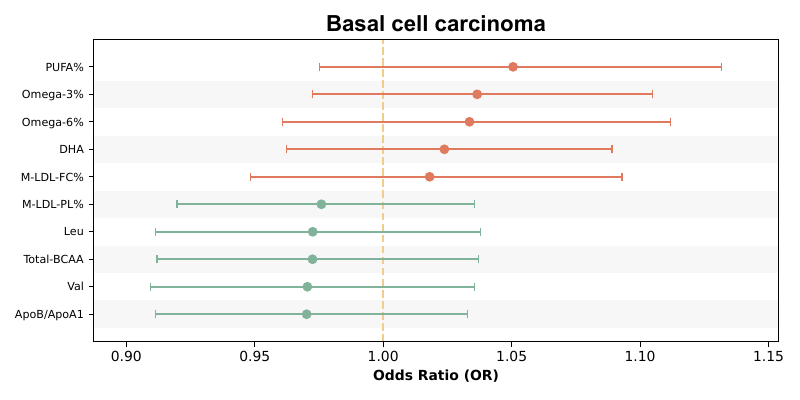 Basal cell carcinoma
PUFA%
Omega-3%
Omega-6%
DHA
M-LDL-FC%
M-LDL-PL%
Leu
Total-BCAA
Val
ApoB/ApoA1
0.90 0.95 1.00 1.05 1.10 1.15
Odds Ratio (OR)